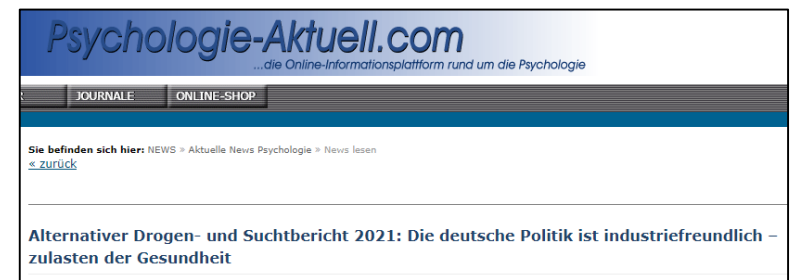 Psychologie-Aktuell.com
...die Online-Informationsplattform rund um die Psychologie
JOURNALE ONLINE-SHOP
Sie befinden sich hier: NEWS » Aktuelle News Psychologie » News lesen
« zurück
Alternativer Drogen- und Suchtbericht 2021: Die deutsche Politik ist industriefreundlich –
zulasten der Gesundheit